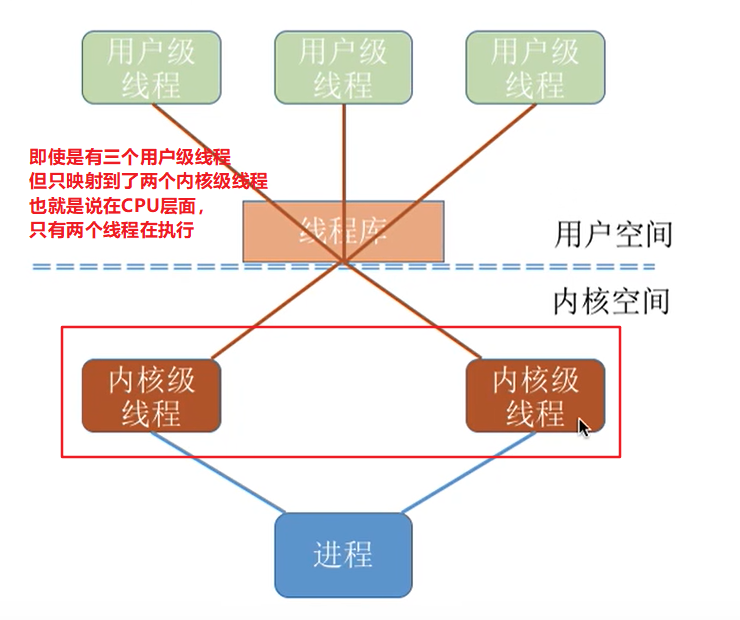 用户级
线程
用户级
线程
用户级
线程
即使是有三个用户级线程
但只映射到了两个内核级线程
也就是说在CPU层面，
只有两个线程在执行
线程库
用户空间
内核空间
内核级
线程
内核级
线程
进程